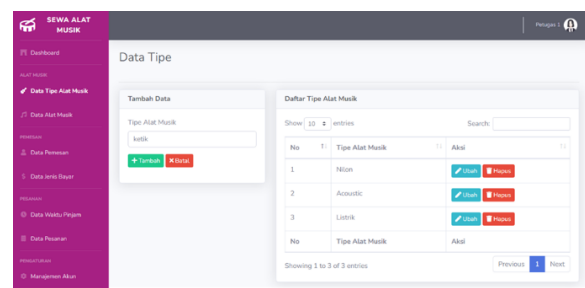 SEWA ALAT
MUSIK
Petugas 1
Dashboard
ALAT MUSIK
Data Tipe Alat Musik
Data Alat Musik
PEMESAN
Data Pemesan
Data Jenis Bayar
PESANAN
Data Waktu Pinjam
Data Pesanan
PENGATURAN
Manajemen Akun
Data Tipe
Tambah Data
Tipe Alat Musik
ketik
Tambah Batal
Daftar Tipe Alat Musik
Show 10 entries Search:
No Tipe Alat Musik Aksi
1 Nilon Ubah Hapus
2 Acoustic Ubah Hapus
3 Listrik Ubah Hapus
No Tipe Alat Musik Aksi
Showing 1 to 3 of 3 entries Previous 1 Next